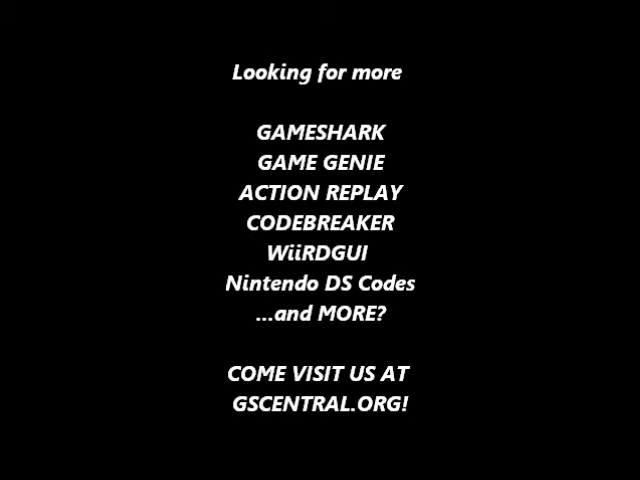 Looking for more
GAMESHARK
GAME GENIE
ACTION REPLAY
CODEBREAKER
WiiRDGUI
Nintendo DS Codes
...and MORE?
COME VISIT US AT
GSCENTRAL.ORG!